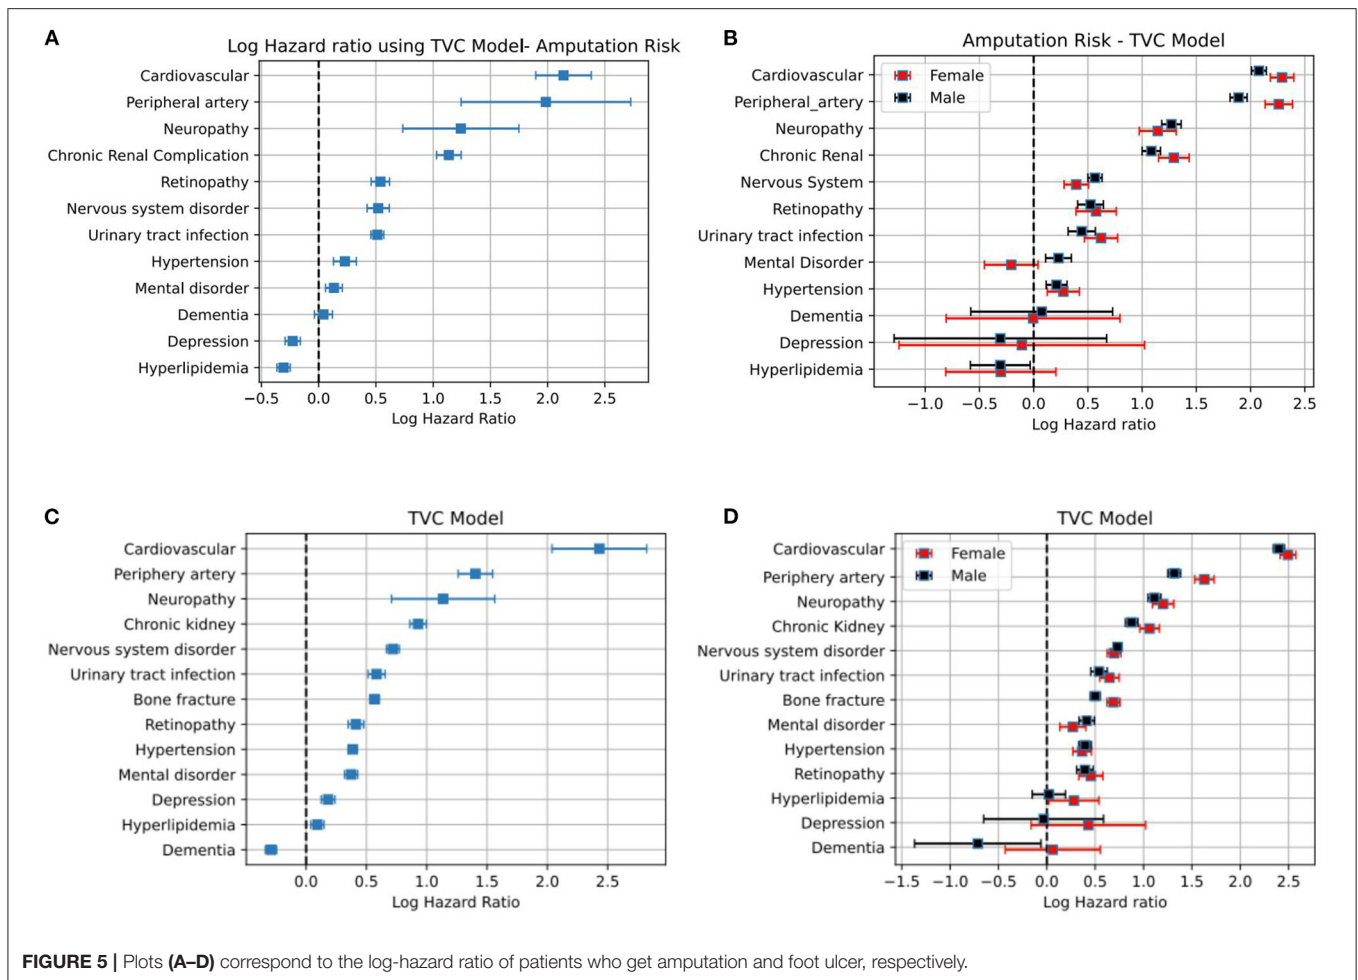 A
Log Hazard ratio using TVC Model- Amputation Risk
Cardiovascular
Peripheral artery
Neuropathy
Chronic Renal Complication
Retinopathy
Nervous system disorder
Urinary tract infection
Hypertension
Mental disorder
Dementia
Depression
Hyperlipidemia
−0.5 0.0 0.5 1.0 1.5 2.0 2.5
Log Hazard Ratio
B
Amputation Risk - TVC Model
Female
Male
Cardiovascular
Peripheral_artery
Neuropathy
Chronic Renal
Nervous System
Retinopathy
Urinary tract infection
Mental Disorder
Hypertension
Dementia
Depression
Hyperlipidemia
−1.0 −0.5 0.0 0.5 1.0 1.5 2.0 2.5
Log Hazard ratio
C
TVC Model
Cardiovascular
Periphery artery
Neuropathy
Chronic kidney
Nervous system disorder
Urinary tract infection
Bone fracture
Retinopathy
Hypertension
Mental disorder
Depression
Hyperlipidemia
Dementia
0.0 0.5 1.0 1.5 2.0 2.5
Log Hazard Ratio
D
TVC Model
Female
Male
Cardiovascular
Periphery artery
Neuropathy
Chronic Kidney
Nervous system disorder
Urinary tract infection
Bone fracture
Mental disorder
Hypertension
Retinopathy
Hyperlipidemia
Depression
Dementia
−1.5 −1.0 −0.5 0.0 0.5 1.0 1.5 2.0 2.5
Log Hazard ratio
FIGURE 5 | Plots (A–D) correspond to the log-hazard ratio of patients who get amputation and foot ulcer, respectively.